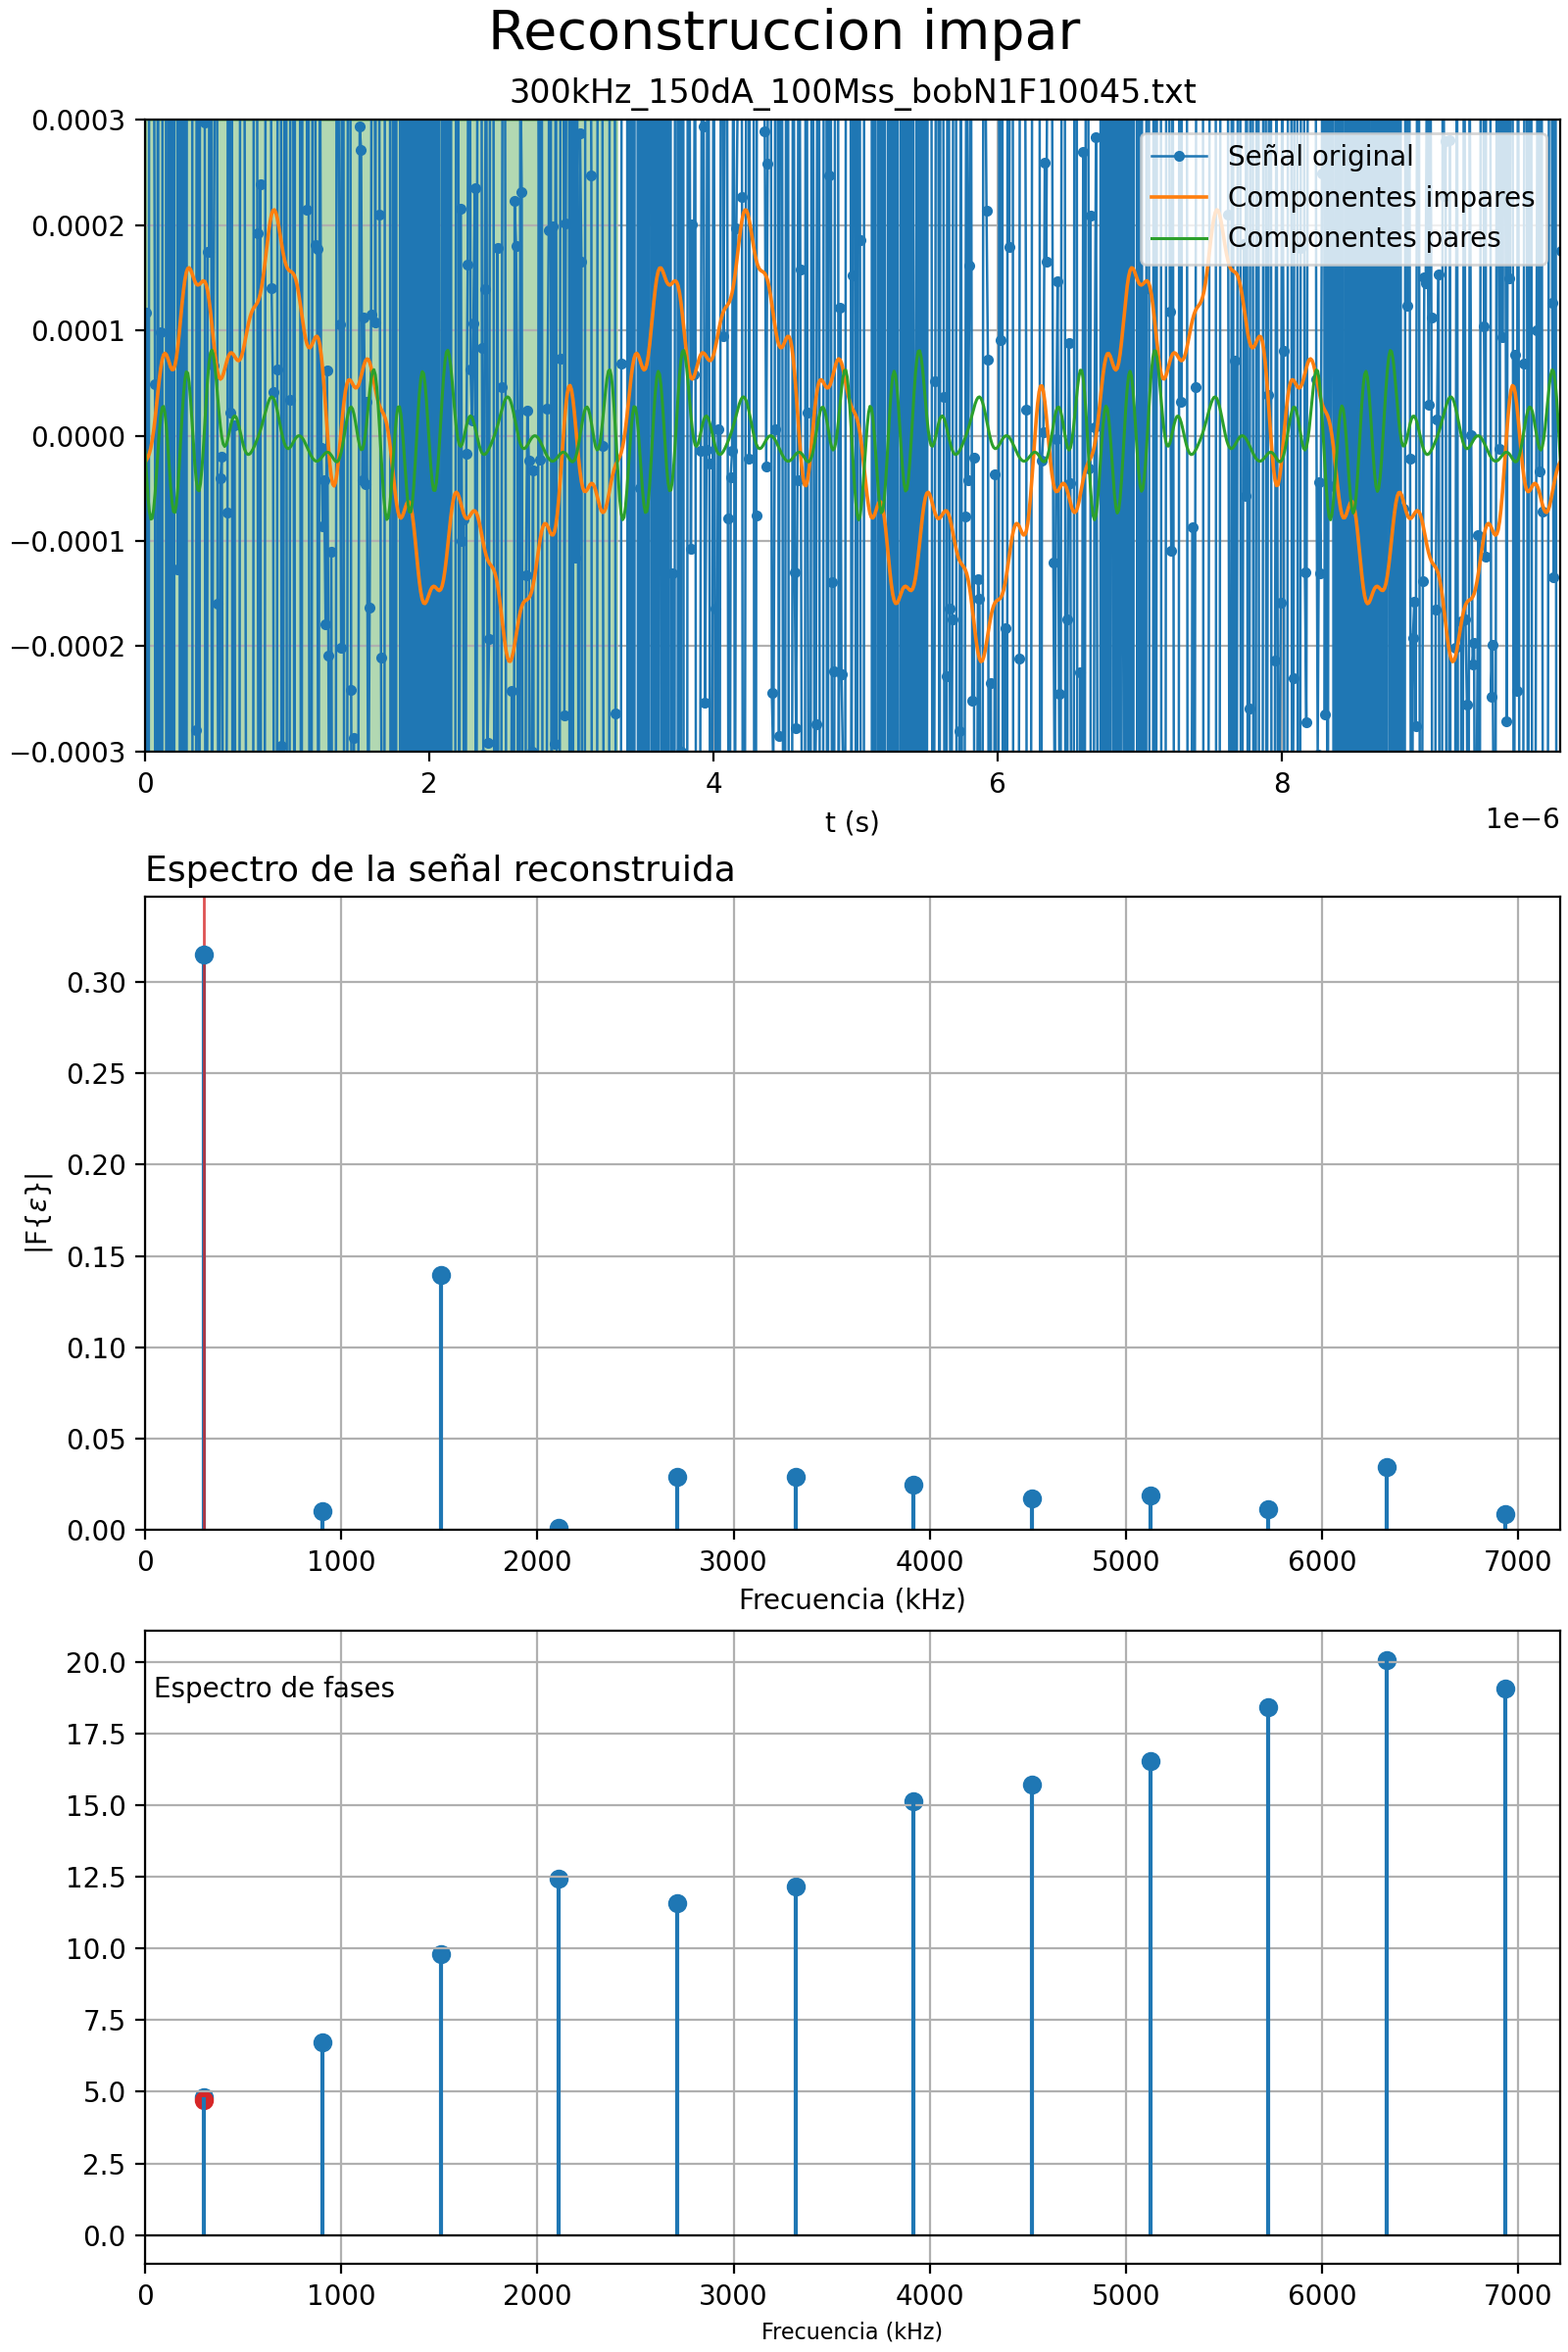 Reconstruccion impar
300kHz_150dA_100Mss_bobN1F10045.txt
0.0003
0.0002
0.0001
0.0000
−0.0001
−0.0002
−0.0003
Señal original
Componentes impares
Componentes pares
0 2 4 6 8
1e−6
t (s)
Espectro de la señal reconstruida
|F{ε}|
0.30
0.25
0.20
0.15
0.10
0.05
0.00
0 1000 2000 3000 4000 5000 6000 7000
Frecuencia (kHz)
Espectro de fases
20.0
17.5
15.0
12.5
10.0
7.5
5.0
2.5
0.0
0 1000 2000 3000 4000 5000 6000 7000
Frecuencia (kHz)